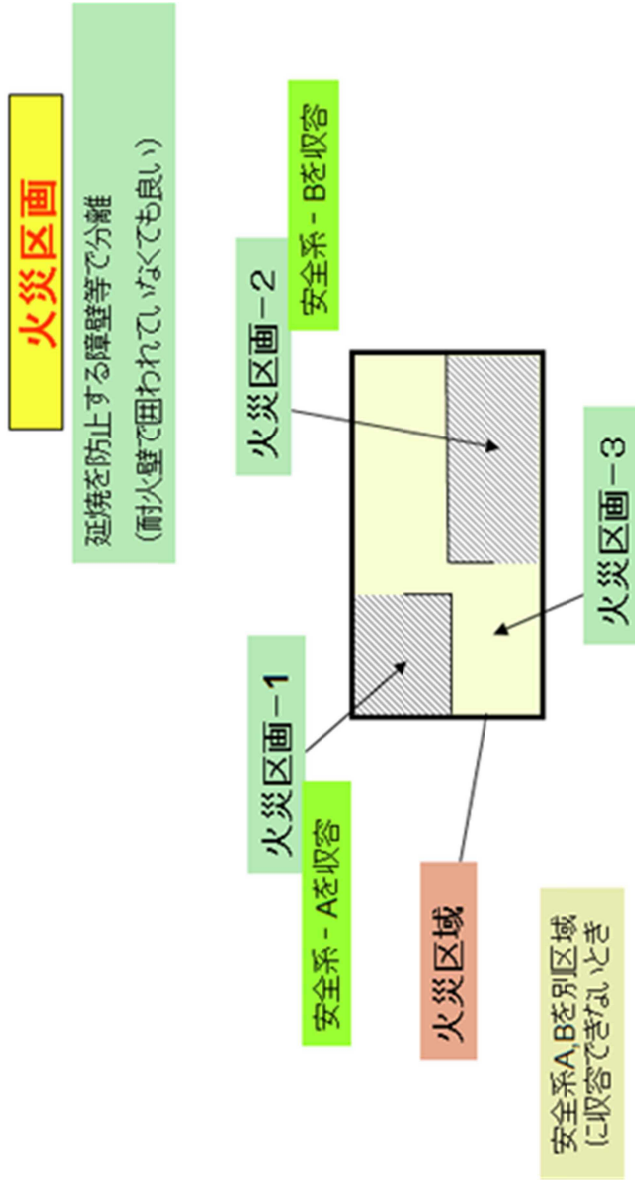 火災区画
延焼を防止する障壁等で分離
(耐火壁で囲われていなくても良い)
火災区画-1
安全系-Aを収容
火災区画-2
安全系-Bを収容
火災区域
火災区画-3
安全系A,Bを別区域
に収容できないとき